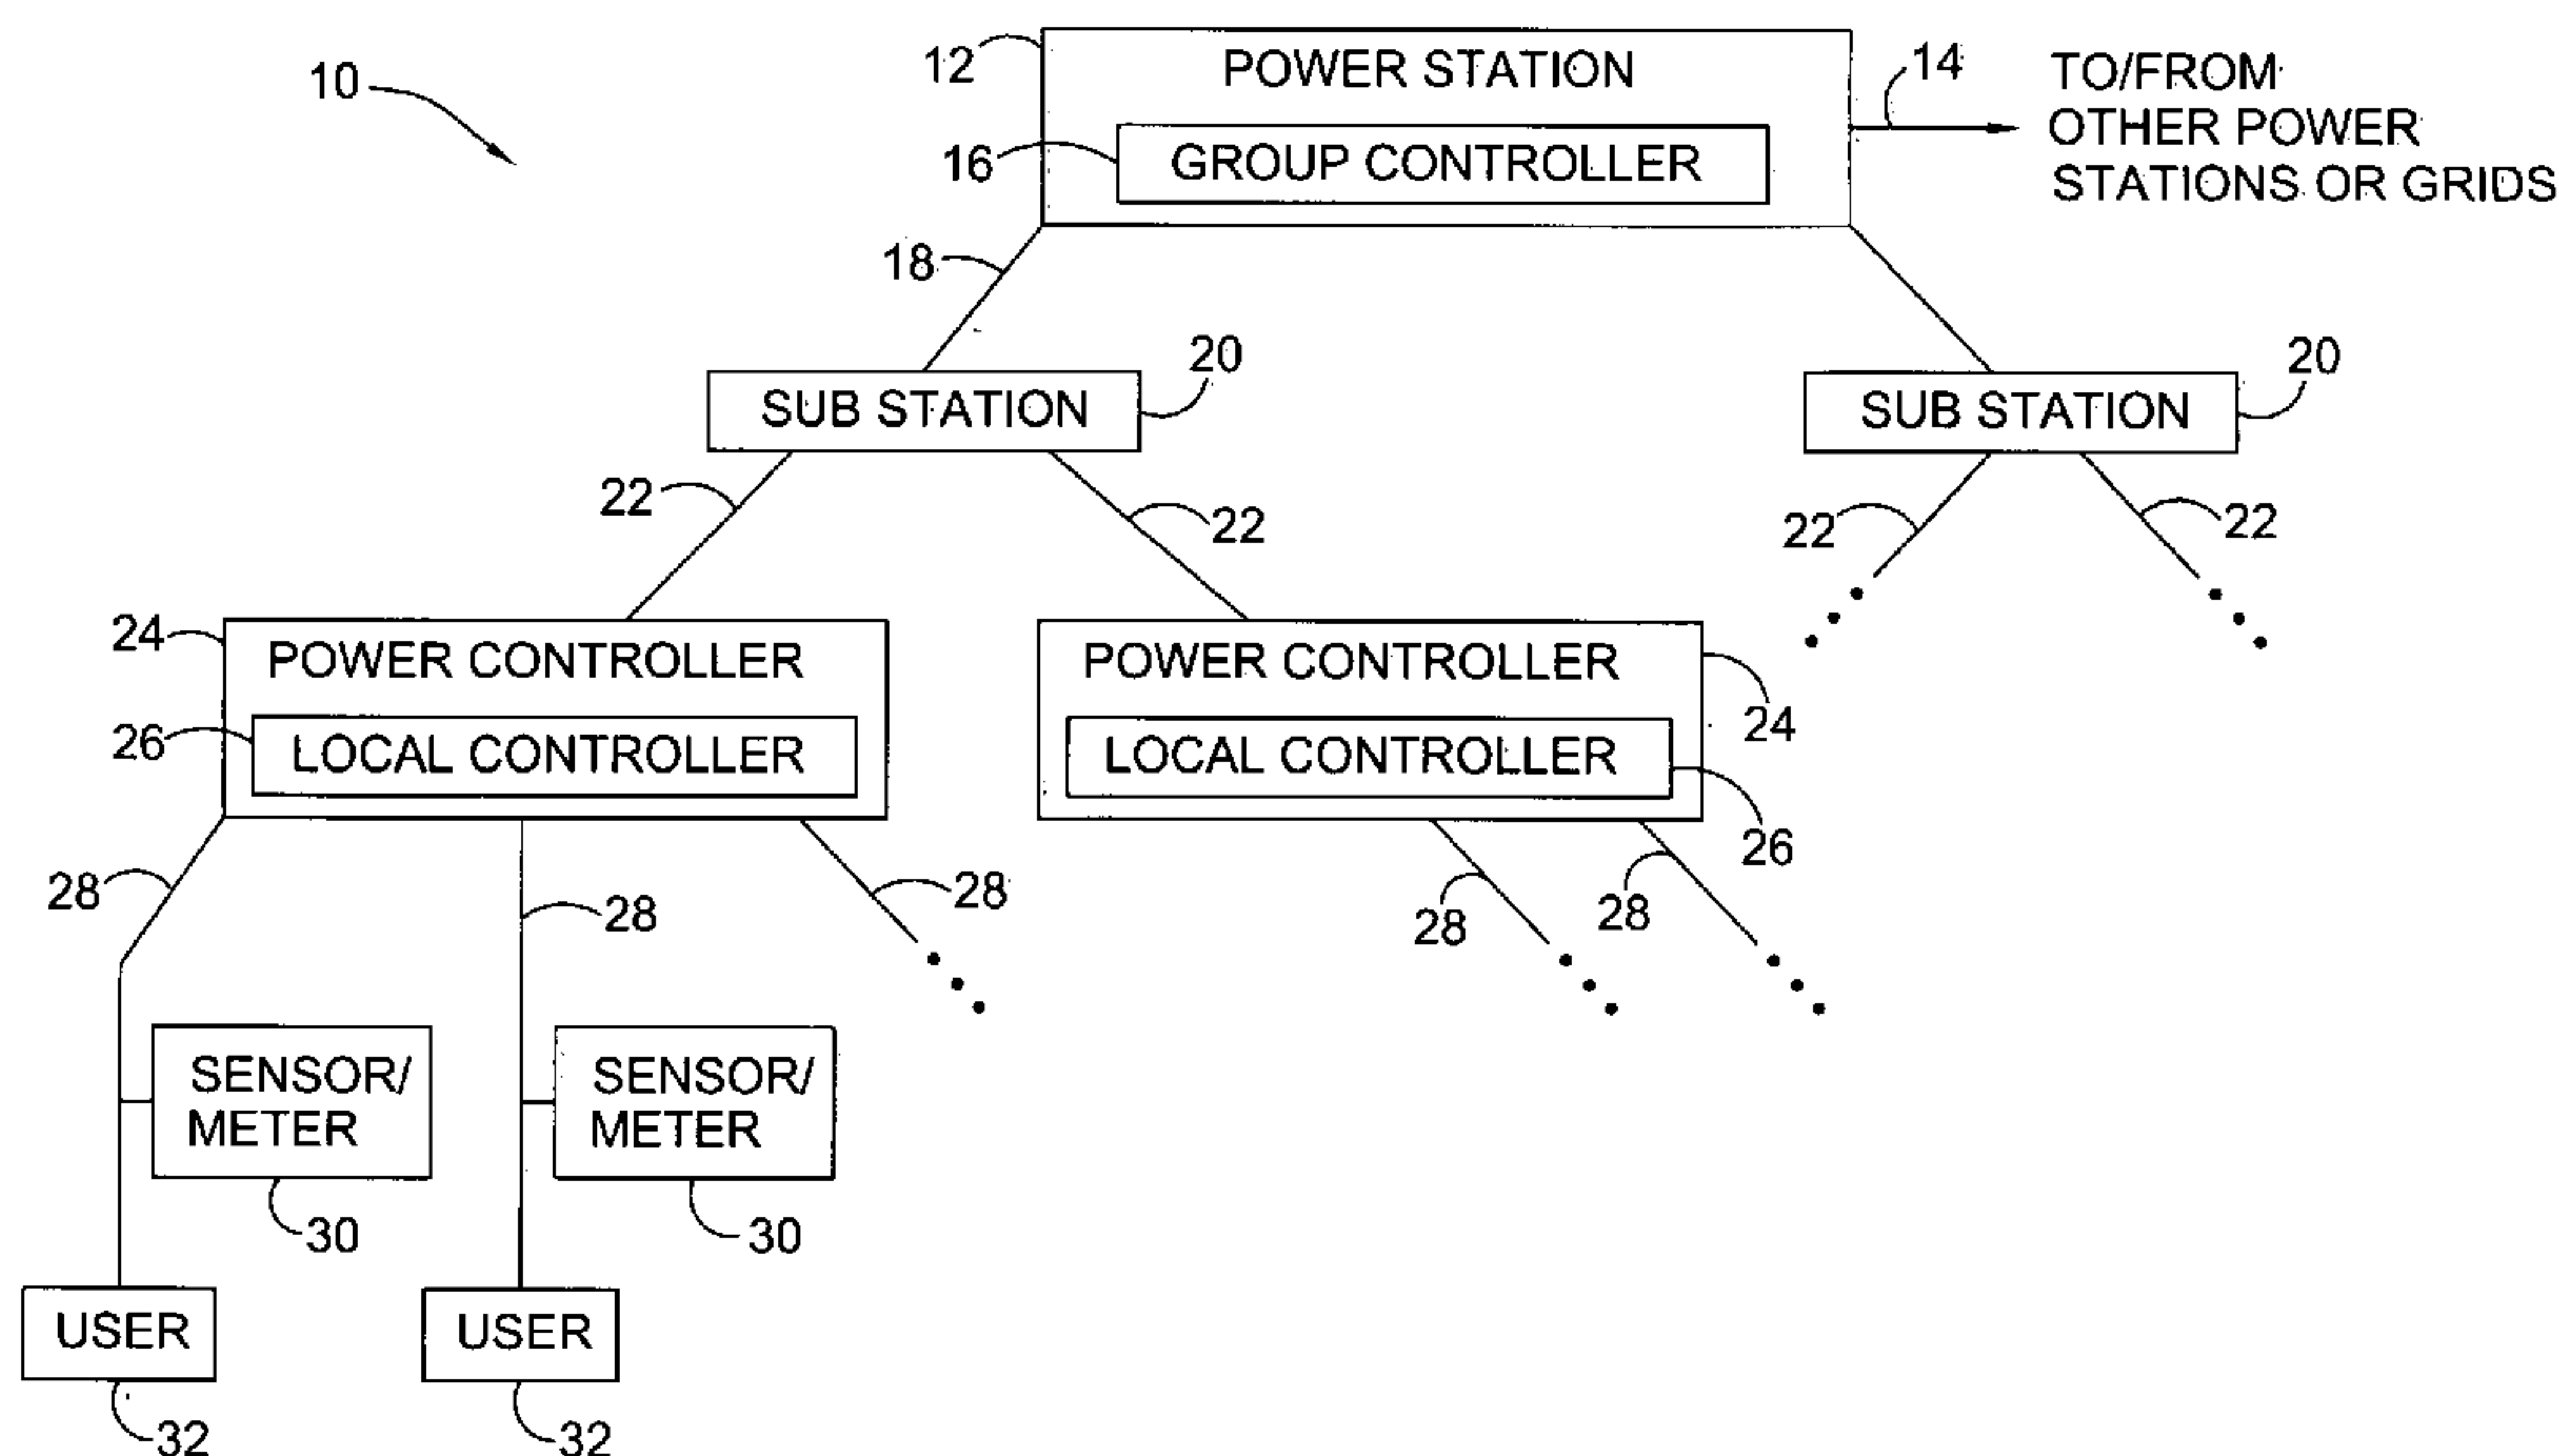 10
12
POWER STATION
14
TO/FROM
OTHER POWER
STATIONS OR GRIDS
16
GROUP CONTROLLER
18
SUB STATION
20
SUB STATION
20
22
22
22
22
24
POWER CONTROLLER
POWER CONTROLLER
24
26
LOCAL CONTROLLER
LOCAL CONTROLLER
26
28
28
28
28
28
SENSOR/
METER
SENSOR/
METER
30
30
USER
USER
32
32